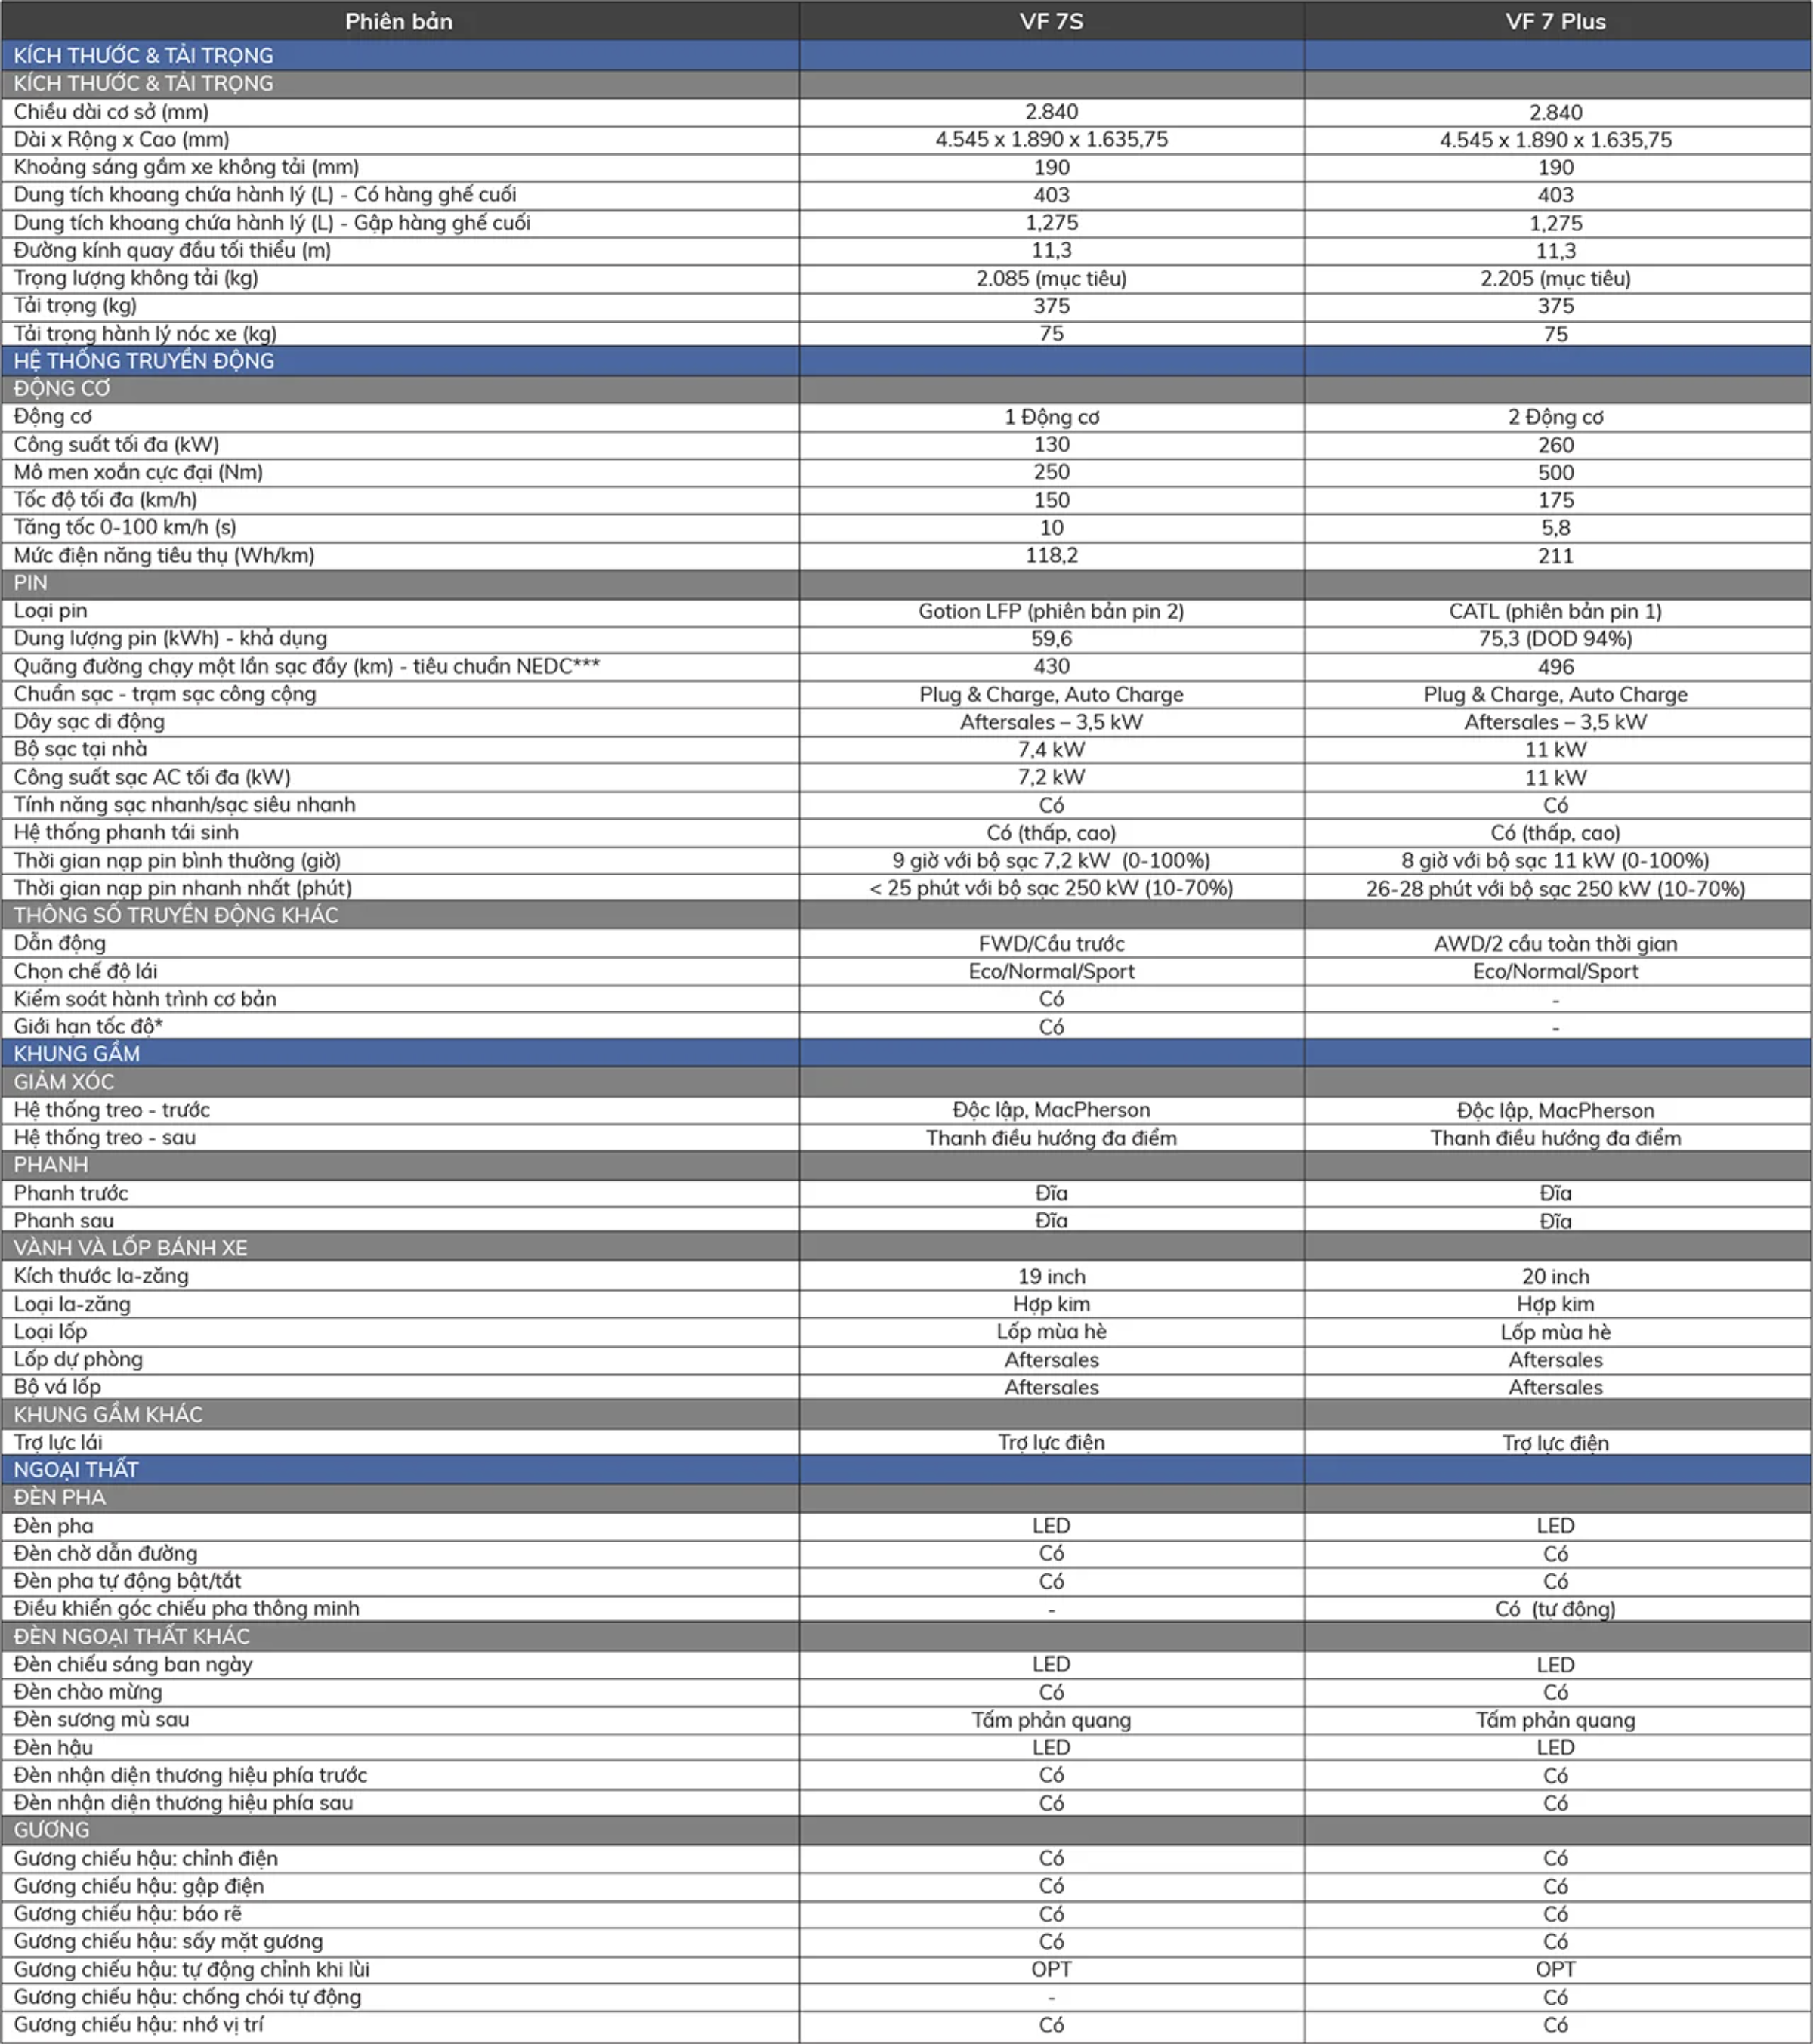 Phiên bản VF 7S VF 7 Plus
KÍCH THƯỚC & TẢI TRỌNG
KÍCH THƯỚC & TẢI TRỌNG
Chiều dài cơ sở (mm) 2.840 2.840
Dài x Rộng x Cao (mm) 4.545 x 1.890 x 1.635,75 4.545 x 1.890 x 1.635,75
Khoảng sáng gầm xe không tải (mm) 190 190
Dung tích khoang chứa hành lý (L) - Có hàng ghế cuối 403 403
Dung tích khoang chứa hành lý (L) - Gập hàng ghế cuối 1,275 1,275
Đường kính quay đầu tối thiểu (m) 11,3 11,3
Trọng lượng không tải (kg) 2.085 (mục tiêu) 2.205 (mục tiêu)
Tải trọng (kg) 375 375
Tải trọng hành lý nóc xe (kg) 75 75
HỆ THỐNG TRUYỀN ĐỘNG
ĐỘNG CƠ
Động cơ 1 Động cơ 2 Động cơ
Công suất tối đa (kW) 130 260
Mô men xoắn cực đại (Nm) 250 500
Tốc độ tối đa (km/h) 150 175
Tăng tốc 0-100 km/h (s) 10 5,8
Mức điện năng tiêu thụ (Wh/km) 118,2 211
PIN
Loại pin Gotion LFP (phiên bản pin 2) CATL (phiên bản pin 1)
Dung lượng pin (kWh) - khả dụng 59,6 75,3 (DOD 94%)
Quãng đường chạy một lần sạc đầy (km) - tiêu chuẩn NEDC*** 430 496
Chuẩn sạc - trạm sạc công cộng Plug & Charge, Auto Charge Plug & Charge, Auto Charge
Dây sạc di động Aftersales – 3,5 kW Aftersales – 3,5 kW
Bộ sạc tại nhà 7,4 kW 11 kW
Công suất sạc AC tối đa (kW) 7,2 kW 11 kW
Tính năng sạc nhanh/sạc siêu nhanh Có Có
Hệ thống phanh tái sinh Có (thấp, cao) Có (thấp, cao)
Thời gian nạp pin bình thường (giờ) 9 giờ với bộ sạc 7,2 kW (0-100%) 8 giờ với bộ sạc 11 kW (0-100%)
Thời gian nạp pin nhanh nhất (phút) < 25 phút với bộ sạc 250 kW (10-70%) 26-28 phút với bộ sạc 250 kW (10-70%)
THÔNG SỐ TRUYỀN ĐỘNG KHÁC
Dẫn động FWD/Cầu trước AWD/2 cầu toàn thời gian
Chọn chế độ lái Eco/Normal/Sport Eco/Normal/Sport
Kiểm soát hành trình cơ bản Có -
Giới hạn tốc độ* Có -
KHUNG GẦM
GIẢM XÓC
Hệ thống treo - trước Độc lập, MacPherson Độc lập, MacPherson
Hệ thống treo - sau Thanh điều hướng đa điểm Thanh điều hướng đa điểm
PHANH
Phanh trước Đĩa Đĩa
Phanh sau Đĩa Đĩa
VÀNH VÀ LỐP BÁNH XE
Kích thước la-zăng 19 inch 20 inch
Loại la-zăng Hợp kim Hợp kim
Loại lốp Lốp mùa hè Lốp mùa hè
Lốp dự phòng Aftersales Aftersales
Bộ vá lốp Aftersales Aftersales
KHUNG GẦM KHÁC
Trợ lực lái Trợ lực điện Trợ lực điện
NGOẠI THẤT
ĐÈN PHA
Đèn pha LED LED
Đèn chờ dẫn đường Có Có
Đèn pha tự động bật/tắt Có Có
Điều khiển góc chiếu pha thông minh - Có (tự động)
ĐÈN NGOẠI THẤT KHÁC
Đèn chiếu sáng ban ngày LED LED
Đèn chào mừng Có Có
Đèn sương mù sau Tấm phản quang Tấm phản quang
Đèn hậu LED LED
Đèn nhận diện thương hiệu phía trước Có Có
Đèn nhận diện thương hiệu phía sau Có Có
GƯƠNG
Gương chiếu hậu: chỉnh điện Có Có
Gương chiếu hậu: gập điện Có Có
Gương chiếu hậu: báo rẽ Có Có
Gương chiếu hậu: sấy mặt gương Có Có
Gương chiếu hậu: tự động chỉnh khi lùi OPT OPT
Gương chiếu hậu: chống chói tự động - Có
Gương chiếu hậu: nhớ vị trí Có Có